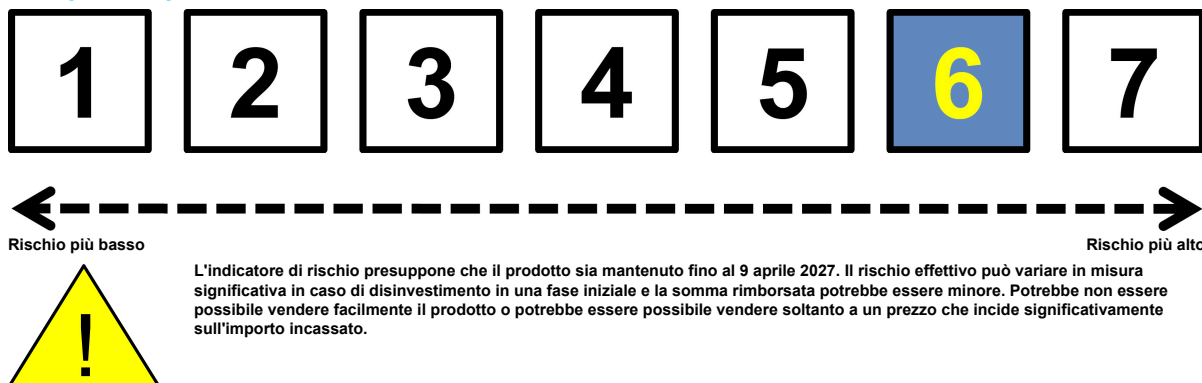 1 2 3 4 5 6 7
Rischio più basso Rischio più alto
L'indicatore di rischio presuppone che il prodotto sia mantenuto fino al 9 aprile 2027. Il rischio effettivo può variare in misura
significativa in caso di disinvestimento in una fase iniziale e la somma rimborsata potrebbe essere minore. Potrebbe non essere
possibile vendere facilmente il prodotto o potrebbe essere possibile vendere soltanto a un prezzo che incide significativamente
sull'importo incassato.
!